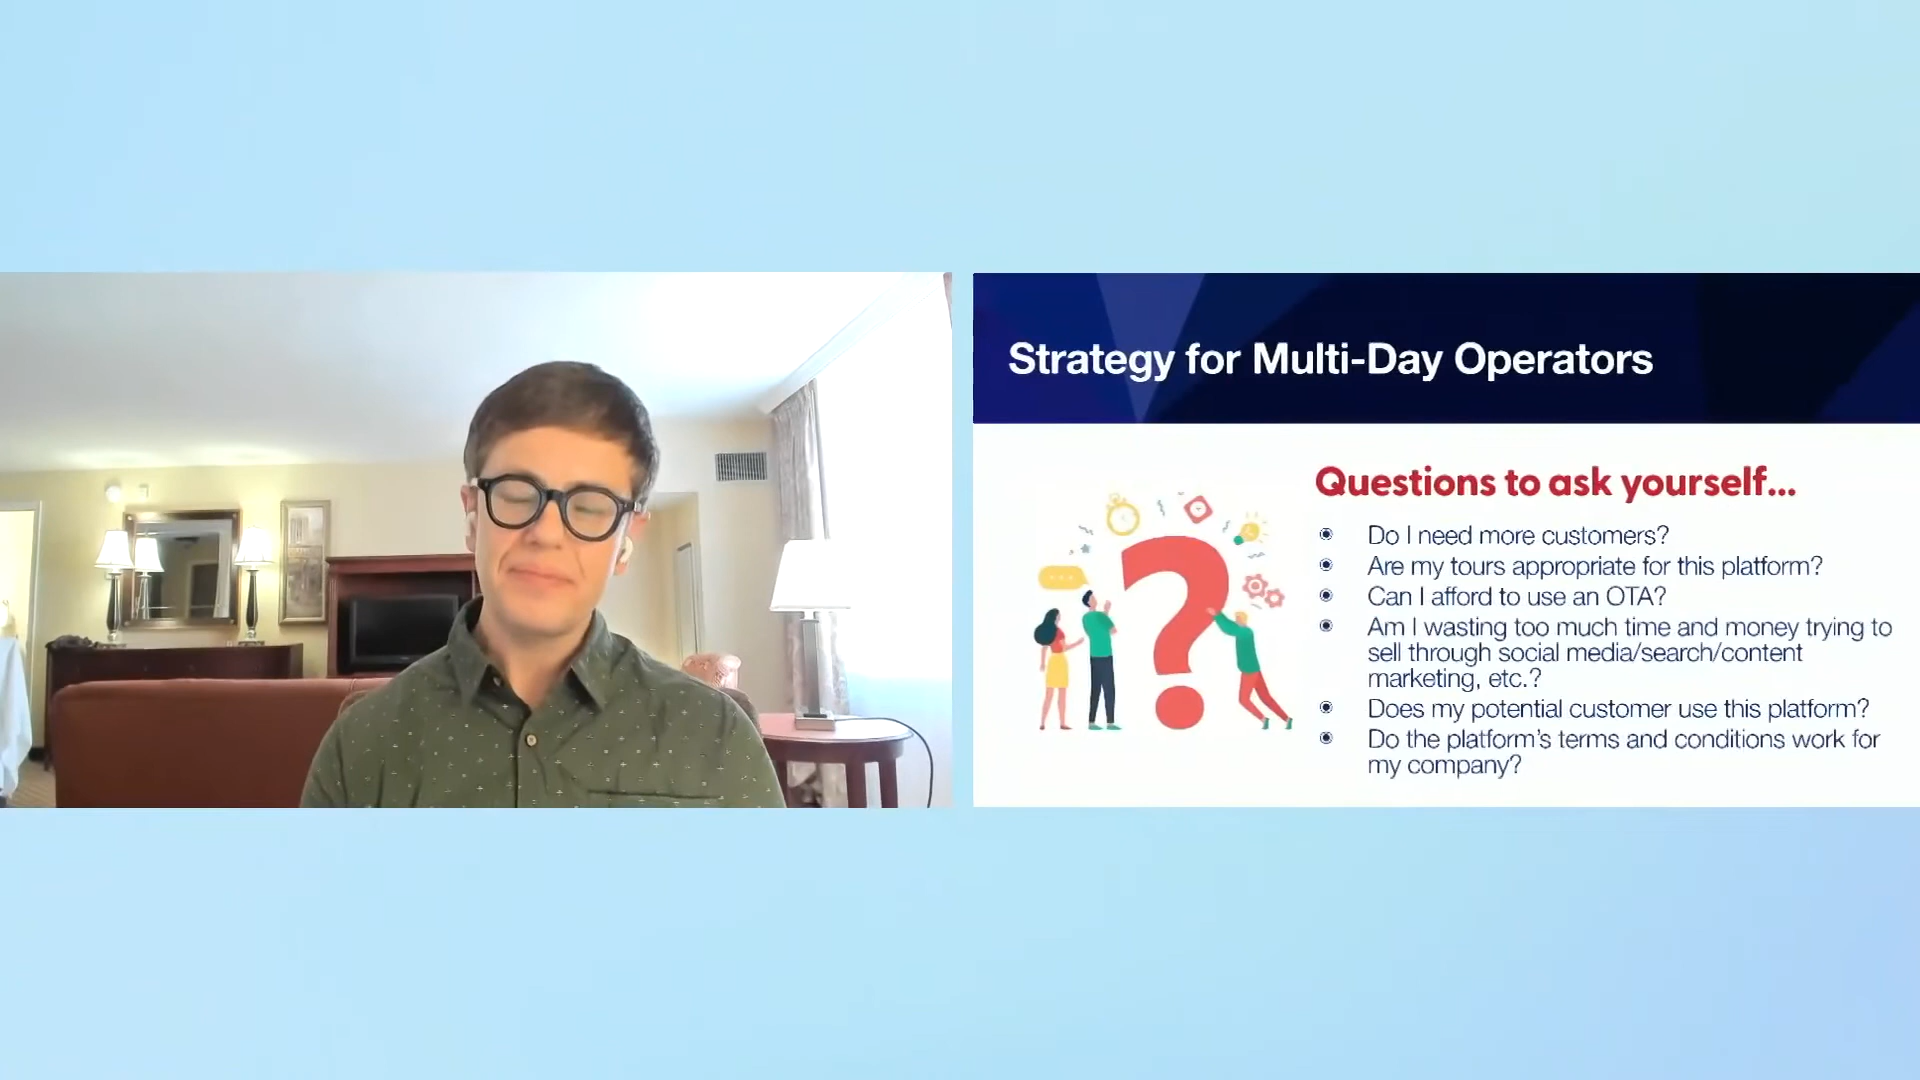 Strategy for Multi-Day Operators
Questions to ask yourself...
Do I need more customers?
Are my tours appropriate for this platform?
Can I afford to use an OTA?
Am I wasting too much time and money trying to
sell through social media/search/content
marketing, etc.?
Does my potential customer use this platform?
Do the platform's terms and conditions work for
my company?